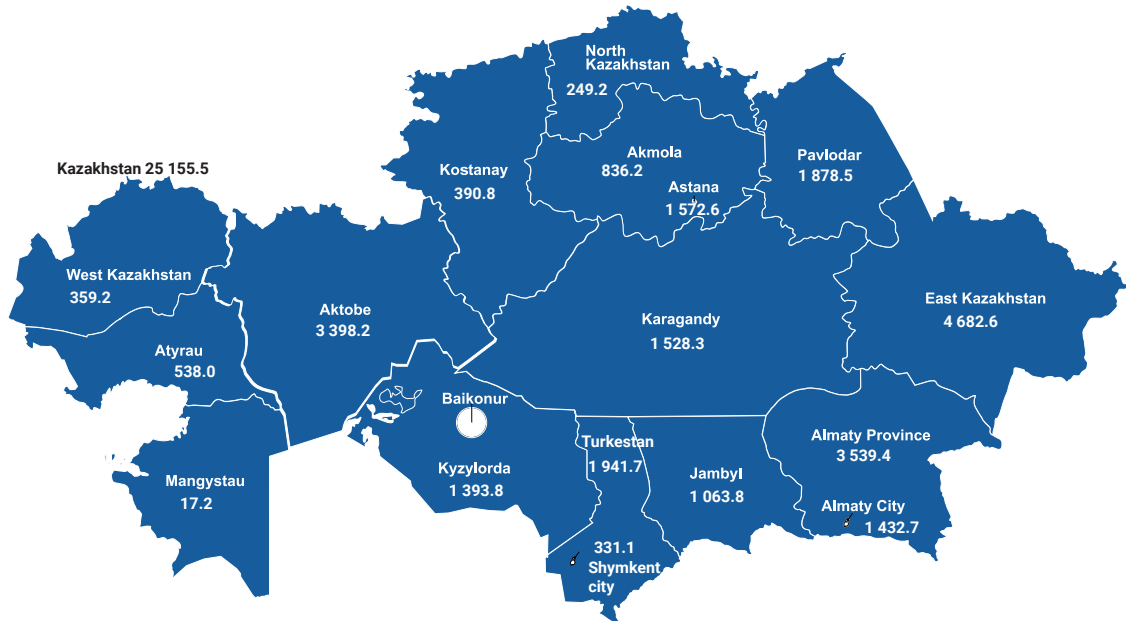 North
Kazakhstan
249.2
Akmola
836.2
Astana
1 572.6
Pavlodar
1 878.5
Kostanay
390.8
Kazakhstan 25 155.5
West Kazakhstan
359.2
Aktobe
3 398.2
Karagandy
1 528.3
East Kazakhstan
4 682.6
Atyrau
538.0
Mangystau
17.2
Baikonur
Kyzylorda
1 393.8
Turkestan
1 941.7
Jambyl
1 063.8
Almaty Province
3 539.4
Almaty City
1 432.7
331.1
Shymkent
city